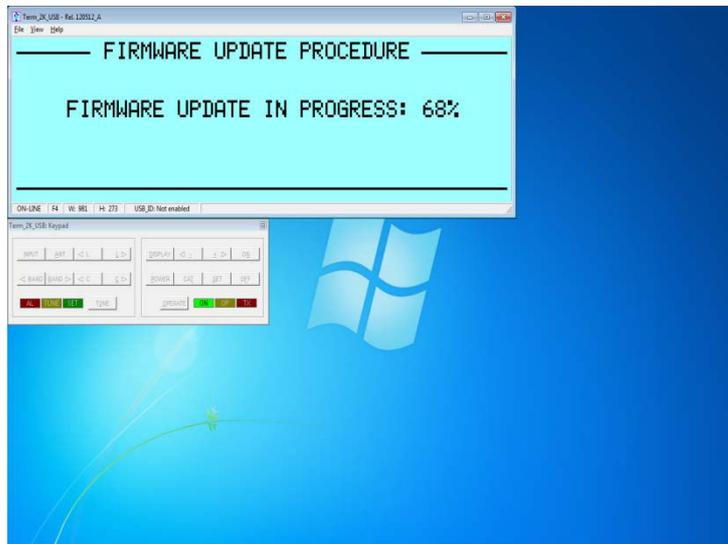 Term_2K_USB - Rel. 120512_A
File View Help
FIRMWARE UPDATE PROCEDURE
FIRMWARE UPDATE IN PROGRESS: 68%
ON-LINE F4 W: 981 H: 273 USB_ID: Not enabled
Term_2K_USB: Keypad
INPUT ANT ◁ L L ▷ DISPLAY ◁ - + ▷ ON
◁ BAND BAND ▷ ◁ C C ▷ POWER CAT SET OFF
AL TUNE SET TUNE OPERATE ON OP TX